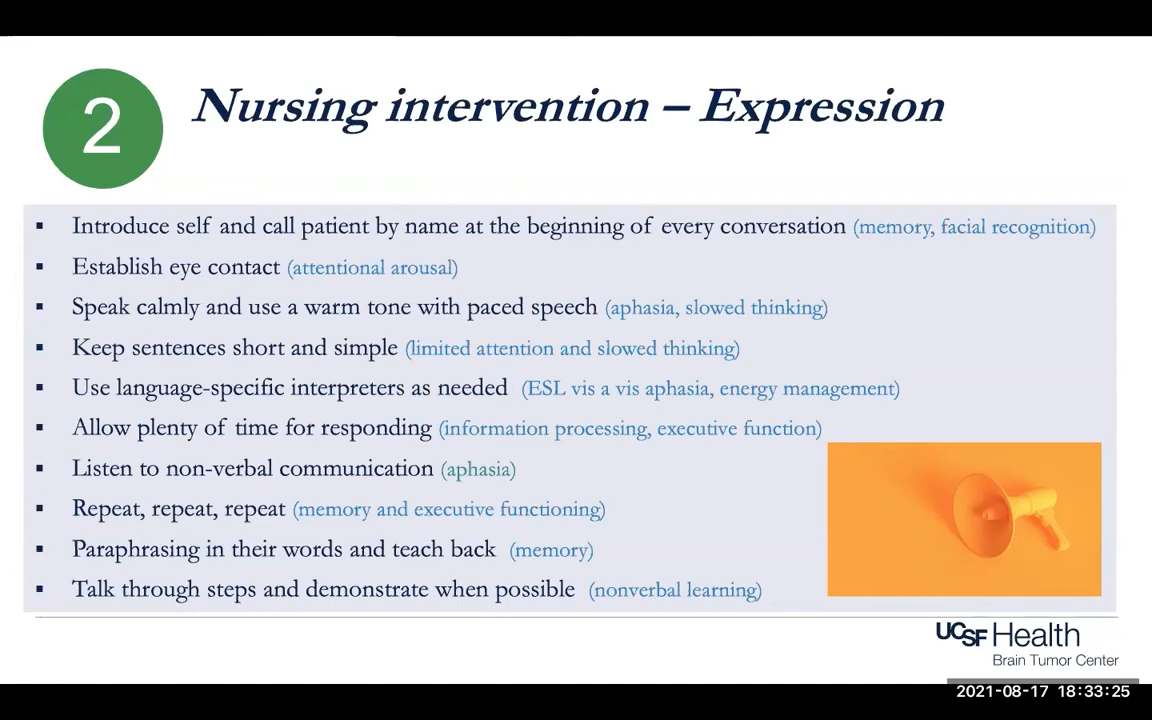 2
Nursing intervention – Expression
▪ Introduce self and call patient by name at the beginning of every conversation (memory, facial recognition)
▪ Establish eye contact (attentional arousal)
▪ Speak calmly and use a warm tone with paced speech (aphasia, slowed thinking)
▪ Keep sentences short and simple (limited attention and slowed thinking)
▪ Use language-specific interpreters as needed (ESL vis a vis aphasia, energy management)
▪ Allow plenty of time for responding (information processing, executive function)
▪ Listen to non-verbal communication (aphasia)
▪ Repeat, repeat, repeat (memory and executive functioning)
▪ Paraphrasing in their words and teach back (memory)
▪ Talk through steps and demonstrate when possible (nonverbal learning)
UCSF Health
Brain Tumor Center
2021-08-17 18:33:25